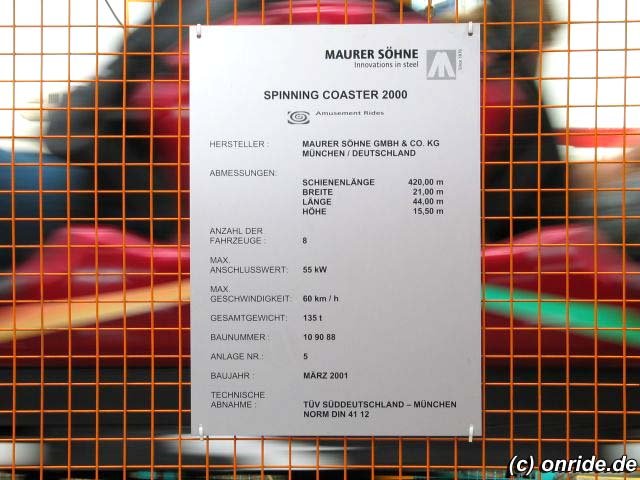 MAURER SÖHNE
Innovations in steel
SPINNING COASTER 2000
Amusement Rides
HERSTELLER : MAURER SÖHNE GMBH & CO. KG
MÜNCHEN / DEUTSCHLAND
ABMESSUNGEN:
SCHIENENLÄNGE 420,00 m
BREITE 21,00 m
LÄNGE 44,00 m
HÖHE 15,50 m
ANZAHL DER
FAHRZEUGE : 8
MAX.
ANSCHLUSSWERT: 55 kW
MAX.
GESCHWINDIGKEIT: 60 km / h
GESAMTGEWICHT: 135 t
BAUNUMMER : 10 90 88
ANLAGE NR.: 5
BAUJAHR : MÄRZ 2001
TECHNISCHE
ABNAHME : TÜV SÜDDEUTSCHLAND – MÜNCHEN
NORM DIN 41 12
(c) onride.de